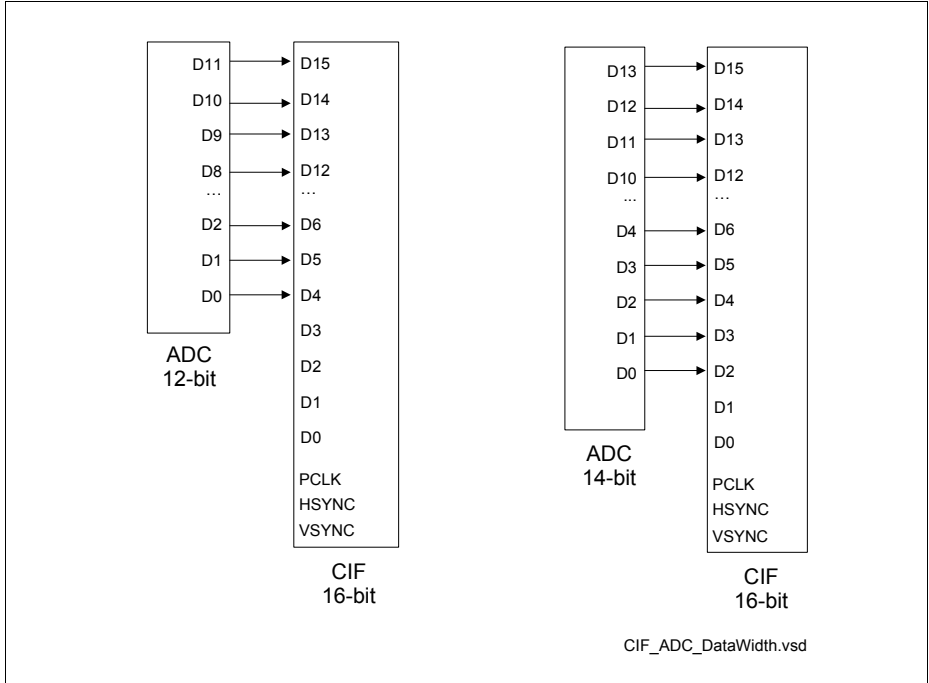 D11 D15
D10 D14
D9 D13
D8 D12
... ...
D2 D6
D1 D5
D0 D4
D3
D2
D1
D0
PCLK
HSYNC
VSYNC
ADC
12-bit
CIF
16-bit
D13 D15
D12 D14
D11 D13
D10 D12
... ...
D4 D6
D3 D5
D2 D4
D1 D3
D0 D2
D1
D0
PCLK
HSYNC
VSYNC
ADC
14-bit
CIF
16-bit
CIF_ADC_DataWidth.vsd